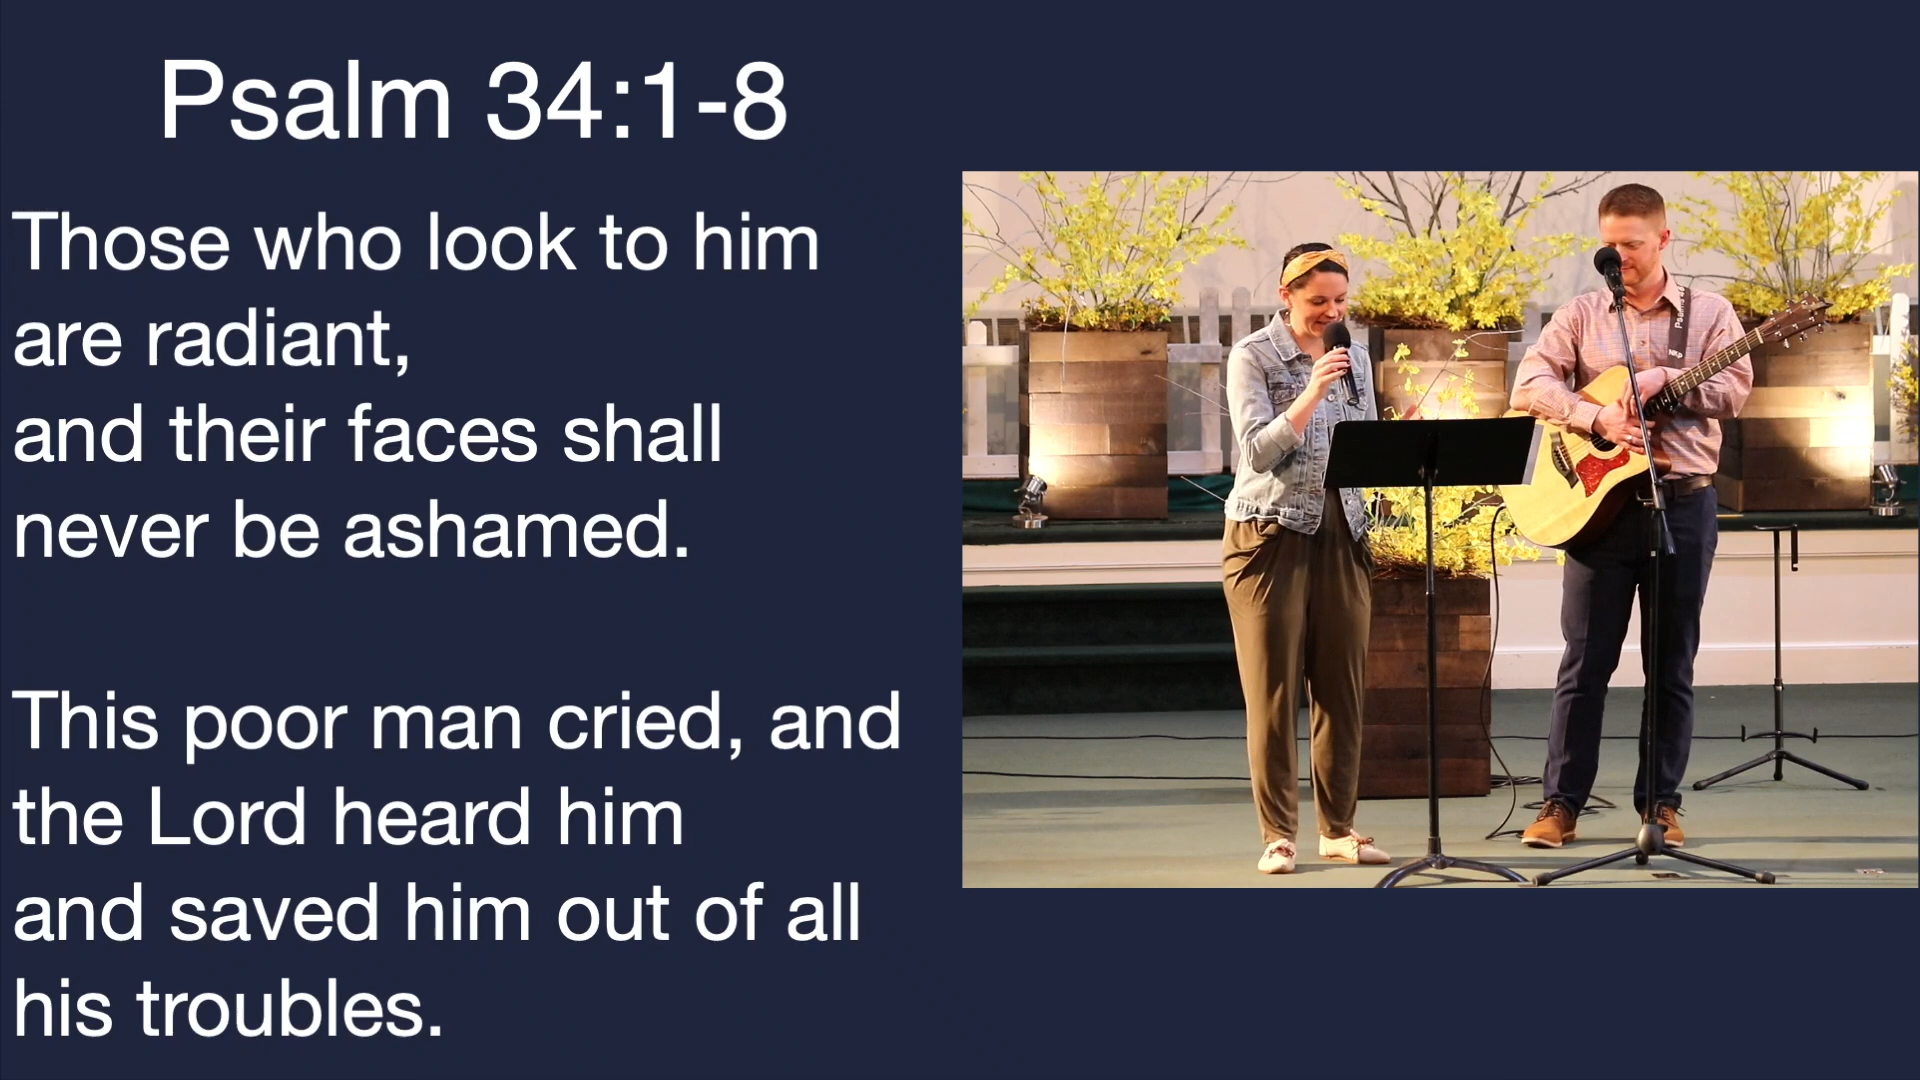 Psalm 34:1-8
Those who look to him
are radiant,
and their faces shall
never be ashamed.
This poor man cried, and
the Lord heard him
and saved him out of all
his troubles.